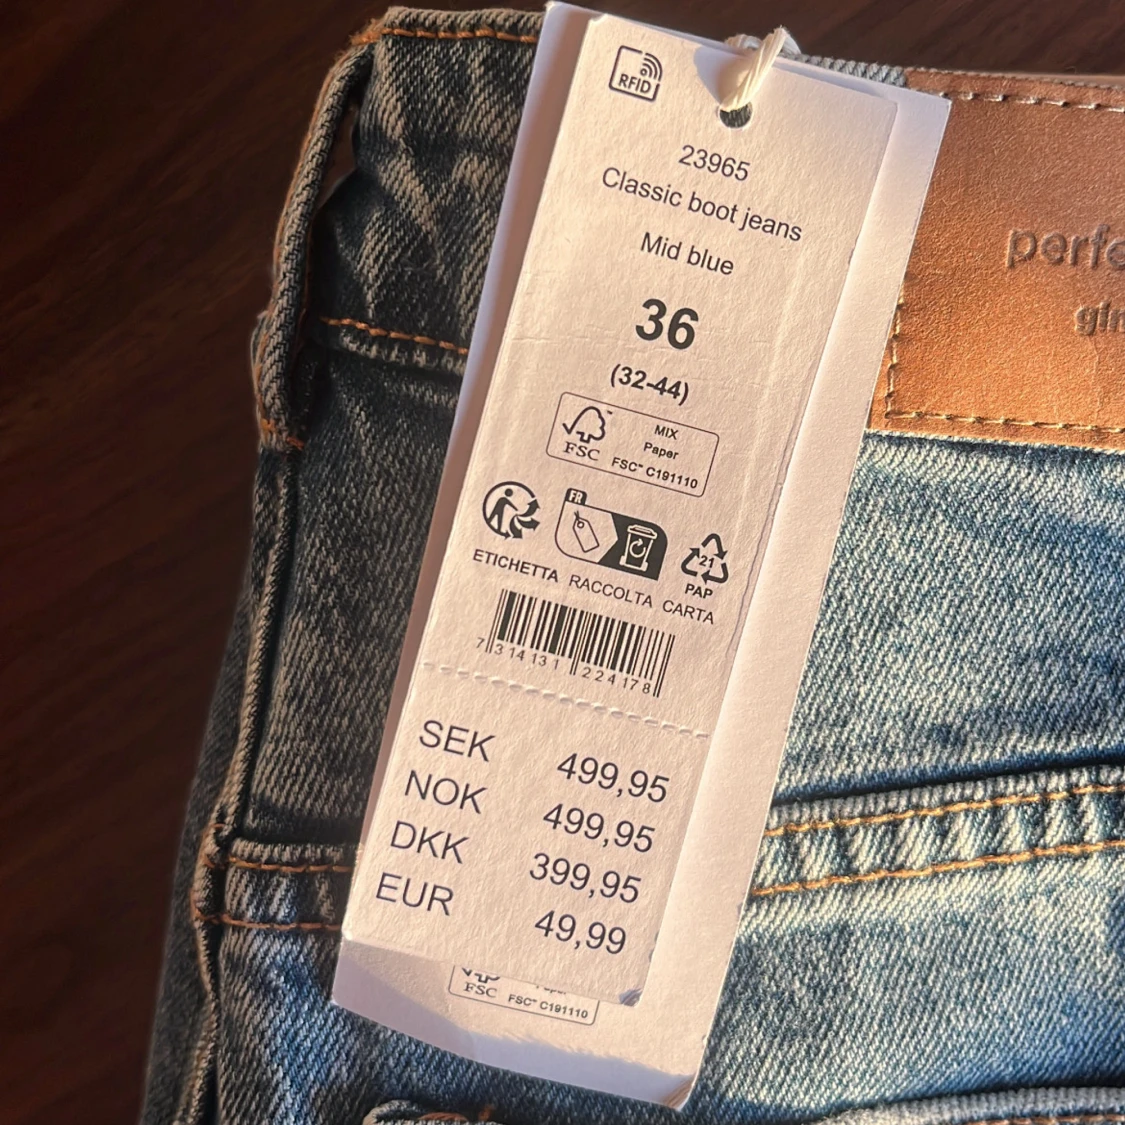 RFID
23965
Classic boot jeans
Mid blue
36
(32-44)
FSC™
MIX
Paper
FSC™ C191110
FR
21
PAP
ETICHETTA RACCOLTA CARTA
7 314131 224178
SEK 499,95
NOK 499,95
DKK 399,95
EUR 49,99
FSC
FSC™ C191110